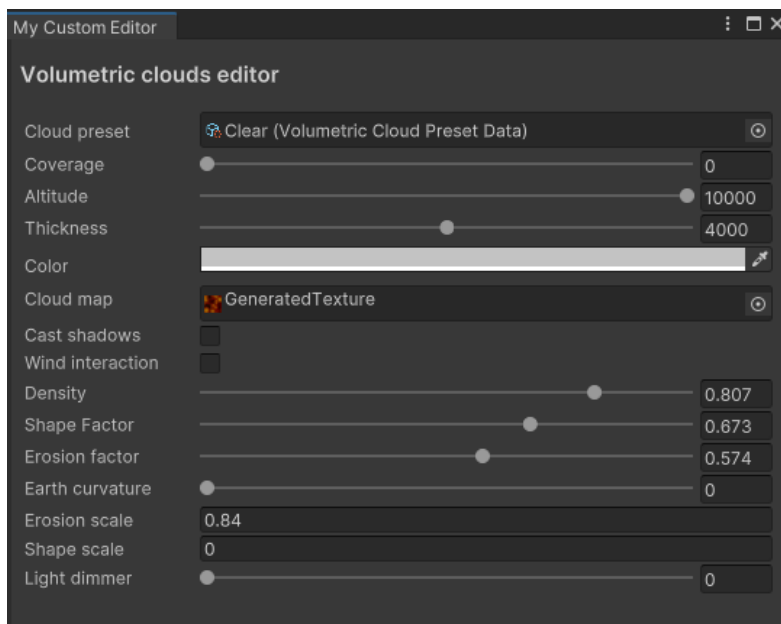 My Custom Editor
Volumetric clouds editor
Cloud preset Clear (Volumetric Cloud Preset Data)
Coverage 0
Altitude 10000
Thickness 4000
Color
Cloud map GeneratedTexture
Cast shadows
Wind interaction
Density 0.807
Shape Factor 0.673
Erosion factor 0.574
Earth curvature 0
Erosion scale 0.84
Shape scale 0
Light dimmer 0